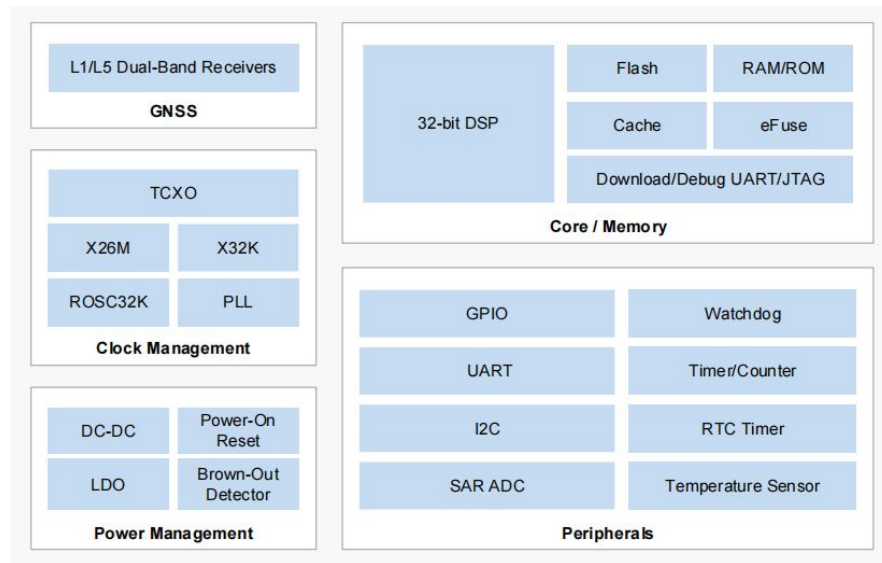 L1/L5 Dual-Band Receivers
GNSS
TCXO
X26M
X32K
ROSC32K
PLL
Clock Management
DC-DC
Power-On
Reset
LDO
Brown-Out
Detector
Power Management
32-bit DSP
Flash
RAM/ROM
Cache
eFuse
Download/Debug UART/JTAG
Core / Memory
GPIO
Watchdog
UART
Timer/Counter
I2C
RTC Timer
SAR ADC
Temperature Sensor
Peripherals